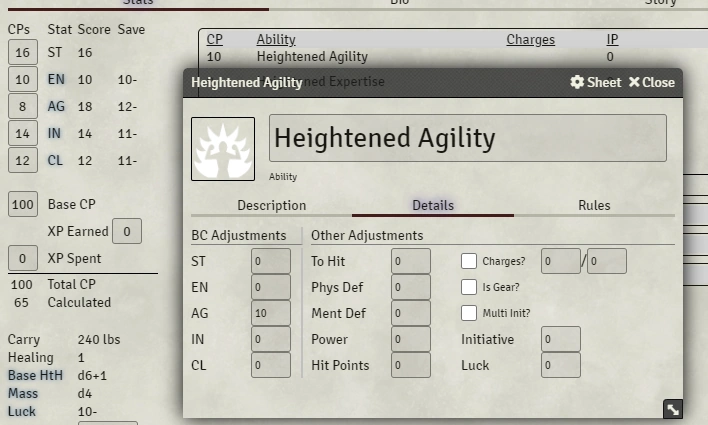 Stats Bio Story
CPs Stat Score Save
16 ST 16
10 EN 10 10-
8 AG 18 12-
14 IN 14 11-
12 CL 12 11-
100 Base CP
XP Earned 0
0 XP Spent
100 Total CP
65 Calculated
Carry 240 lbs
Healing 1
Base HtH d6+1
Mass d4
Luck 10-
CP Ability Charges IP
10 Heightened Agility 0
Heightened Expertise
Heightened Agility Sheet Close
Heightened Agility
Ability
Description Details Rules
BC Adjustments Other Adjustments
ST 0 To Hit 0 Charges? 0 / 0
EN 0 Phys Def 0 Is Gear?
AG 10 Ment Def 0 Multi Init?
IN 0 Power 0 Initiative 0
CL 0 Hit Points 0 Luck 0